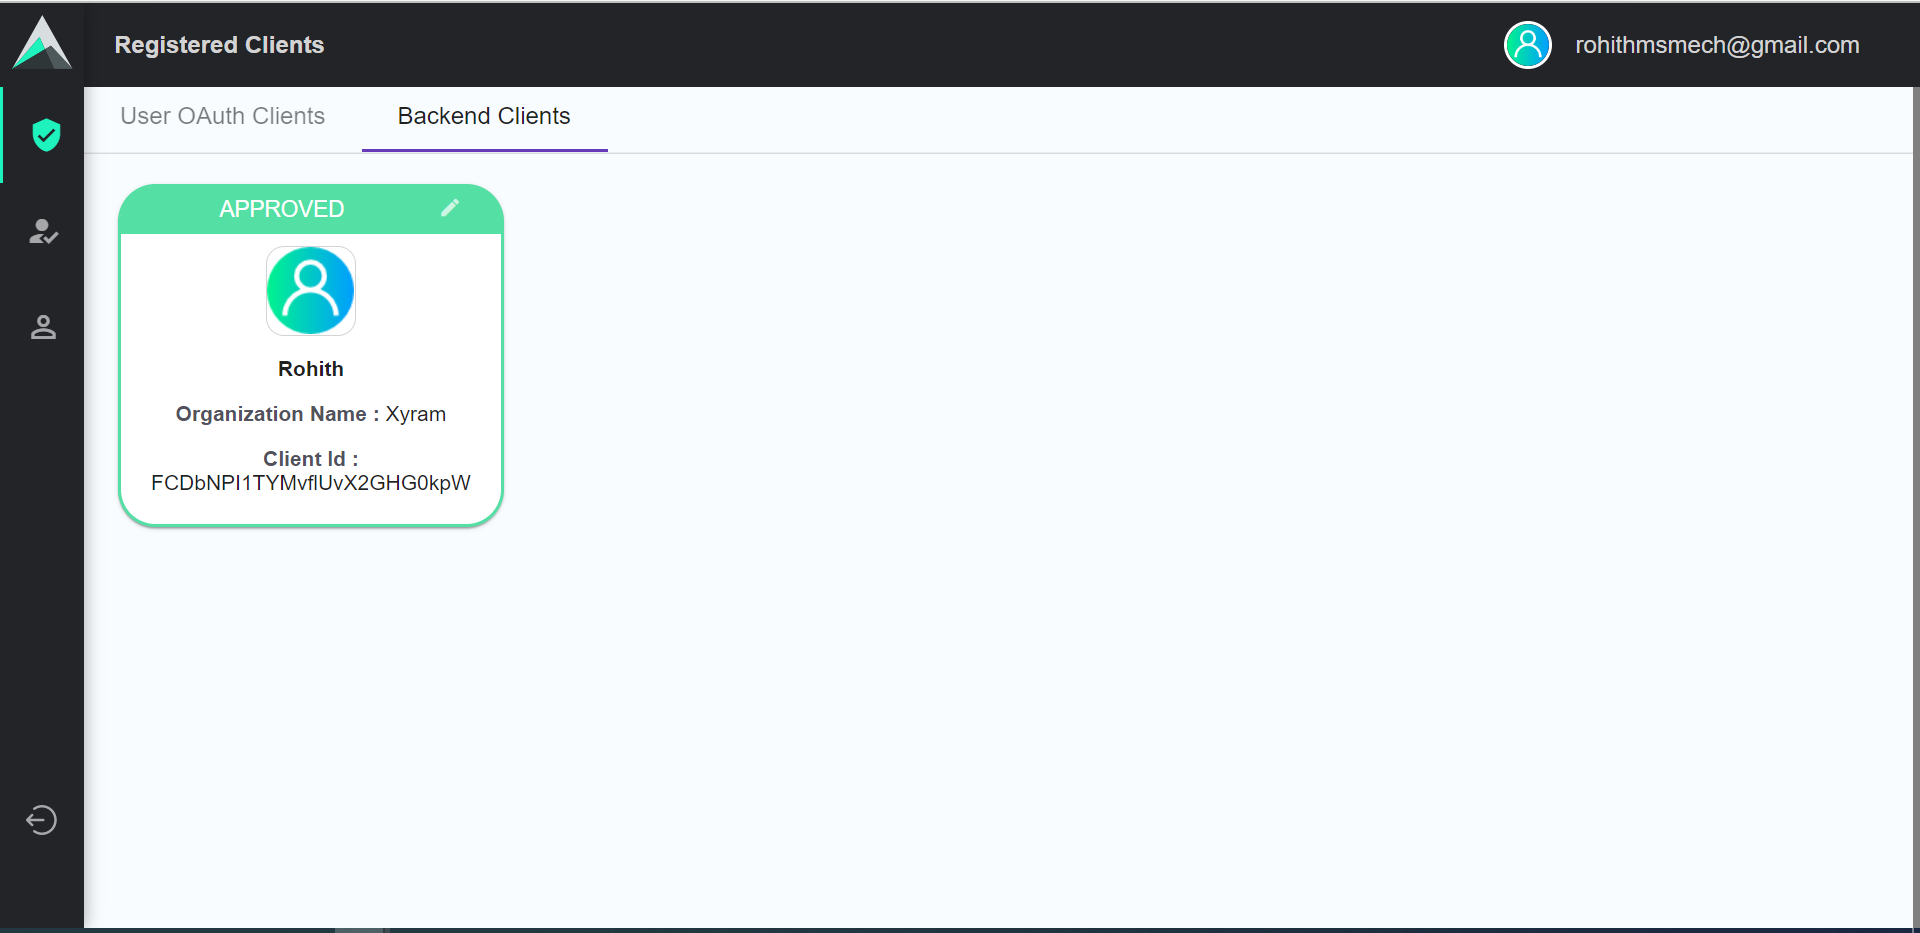 Registered Clients
rohithmsmech@gmail.com
User OAuth Clients
Backend Clients
APPROVED
Rohith
Organization Name : Xyram
Client Id :
FCDbNPI1TYMvflUvX2GHG0kpW